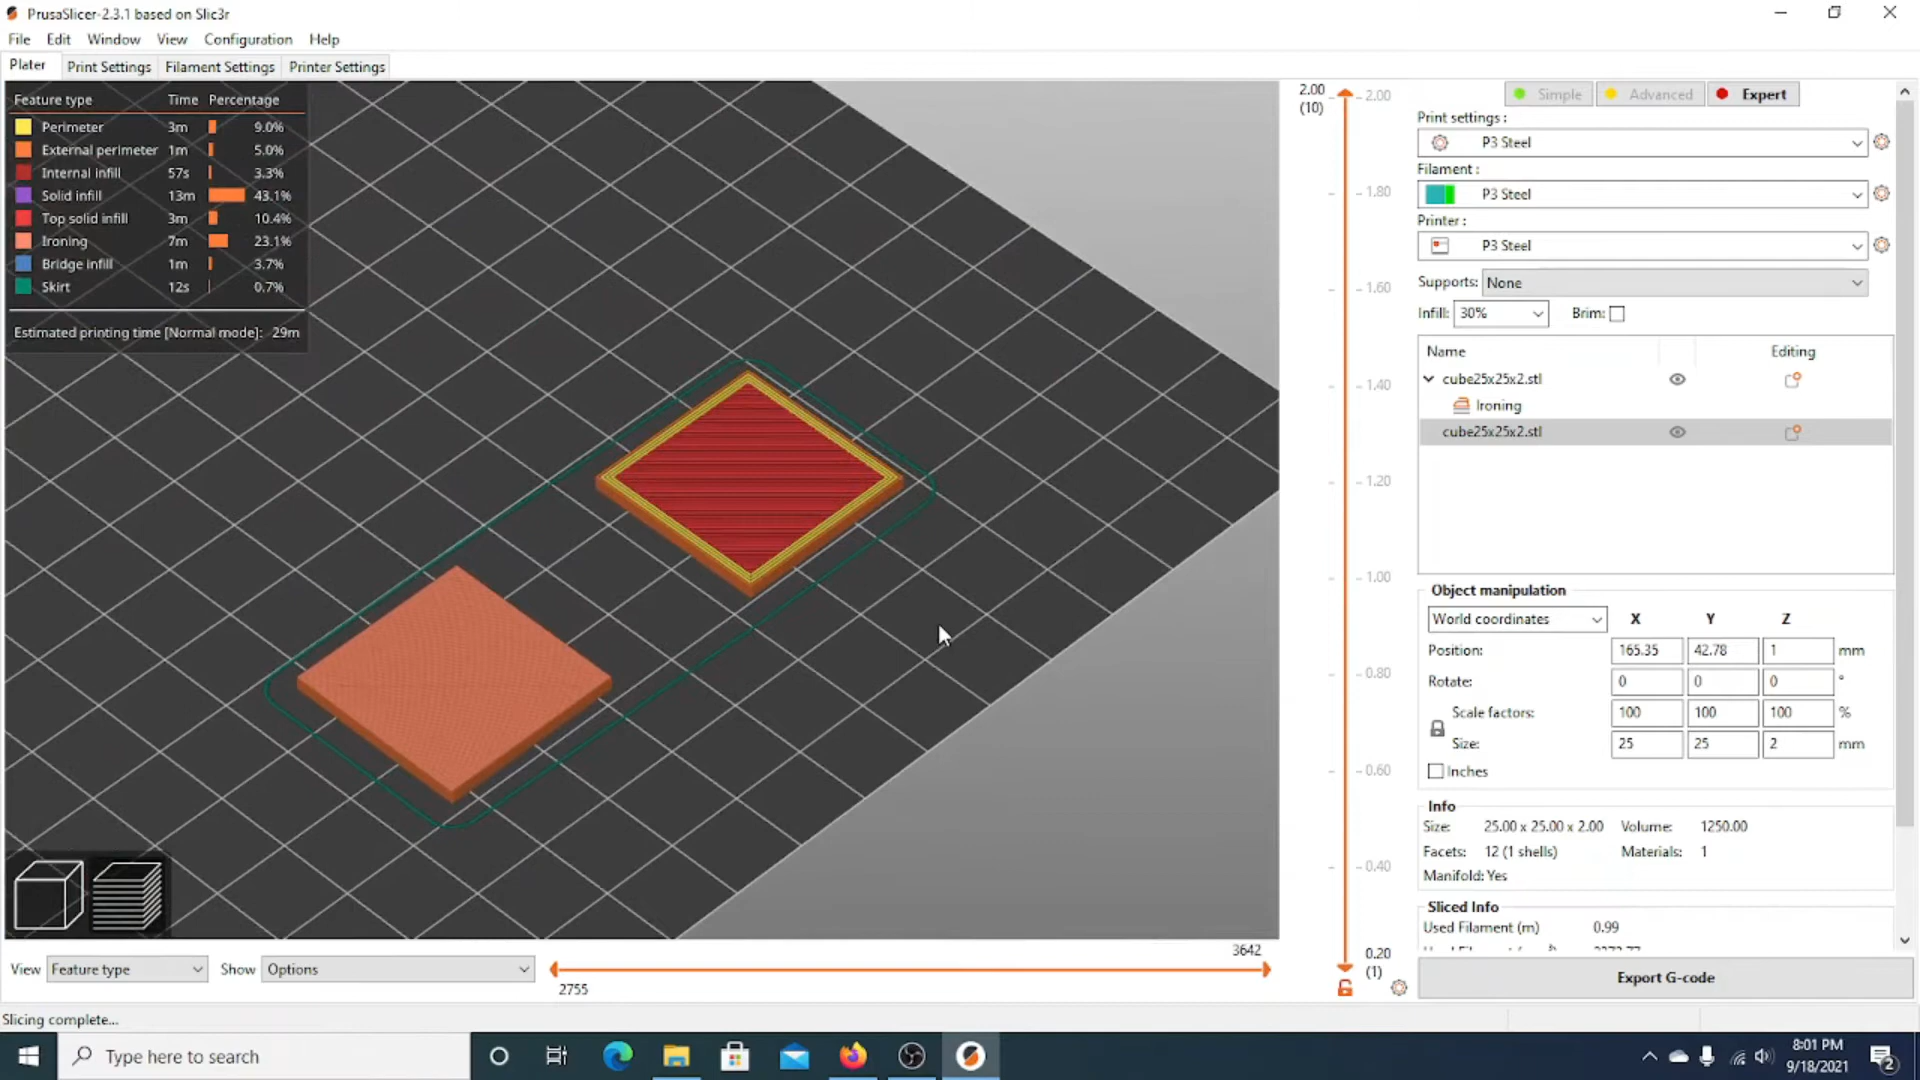 PrusaSlicer-2.3.1 based on Slic3r
File Edit Window View Configuration Help
Plater Print Settings Filament Settings Printer Settings
Feature type Time Percentage
Perimeter 3m 9.0%
External perimeter 1m 5.0%
Internal infill 57s 3.3%
Solid infill 13m 43.1%
Top solid infill 3m 10.4%
Ironing 7m 23.1%
Bridge infill 1m 3.7%
Skirt 12s 0.7%
Estimated printing time [Normal mode]: 29m
2.00
(10)
2.00
1.80
1.60
1.40
1.20
1.00
0.80
0.60
0.40
0.20
(1)
Simple Advanced Expert
Print settings :
P3 Steel
Filament :
P3 Steel
Printer :
P3 Steel
Supports: None
Infill: 30% Brim:
Name Editing
cube25x25x2.stl
Ironing
cube25x25x2.stl
Object manipulation
World coordinates X Y Z
Position: 165.35 42.78 1 mm
Rotate: 0 0 0 °
Scale factors: 100 100 100 %
Size: 25 25 2 mm
Inches
Info
Size: 25.00 x 25.00 x 2.00 Volume: 1250.00
Facets: 12 (1 shells) Materials: 1
Manifold: Yes
Sliced Info
Used Filament (m) 0.99
Export G-code
View Feature type Show Options
3642
2755
Slicing complete...
Type here to search
8:01 PM
9/18/2021
2